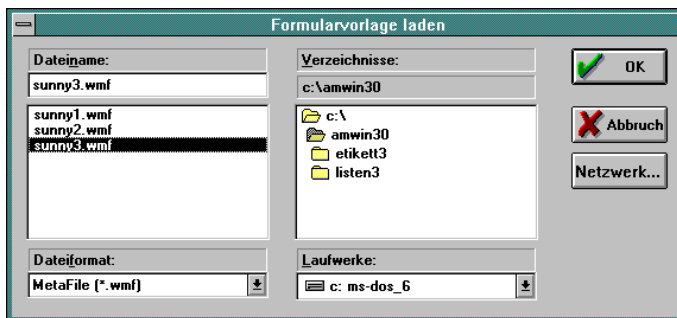 Formularvorlage laden
Dateiname:
sunny3.wmf
sunny1.wmf
sunny2.wmf
sunny3.wmf
Dateiformat:
MetaFile (*.wmf)
Verzeichnisse:
c:\amwin30
c:\
amwin30
etikett3
listen3
Laufwerke:
c: ms-dos_6
OK
Abbruch
Netzwerk...